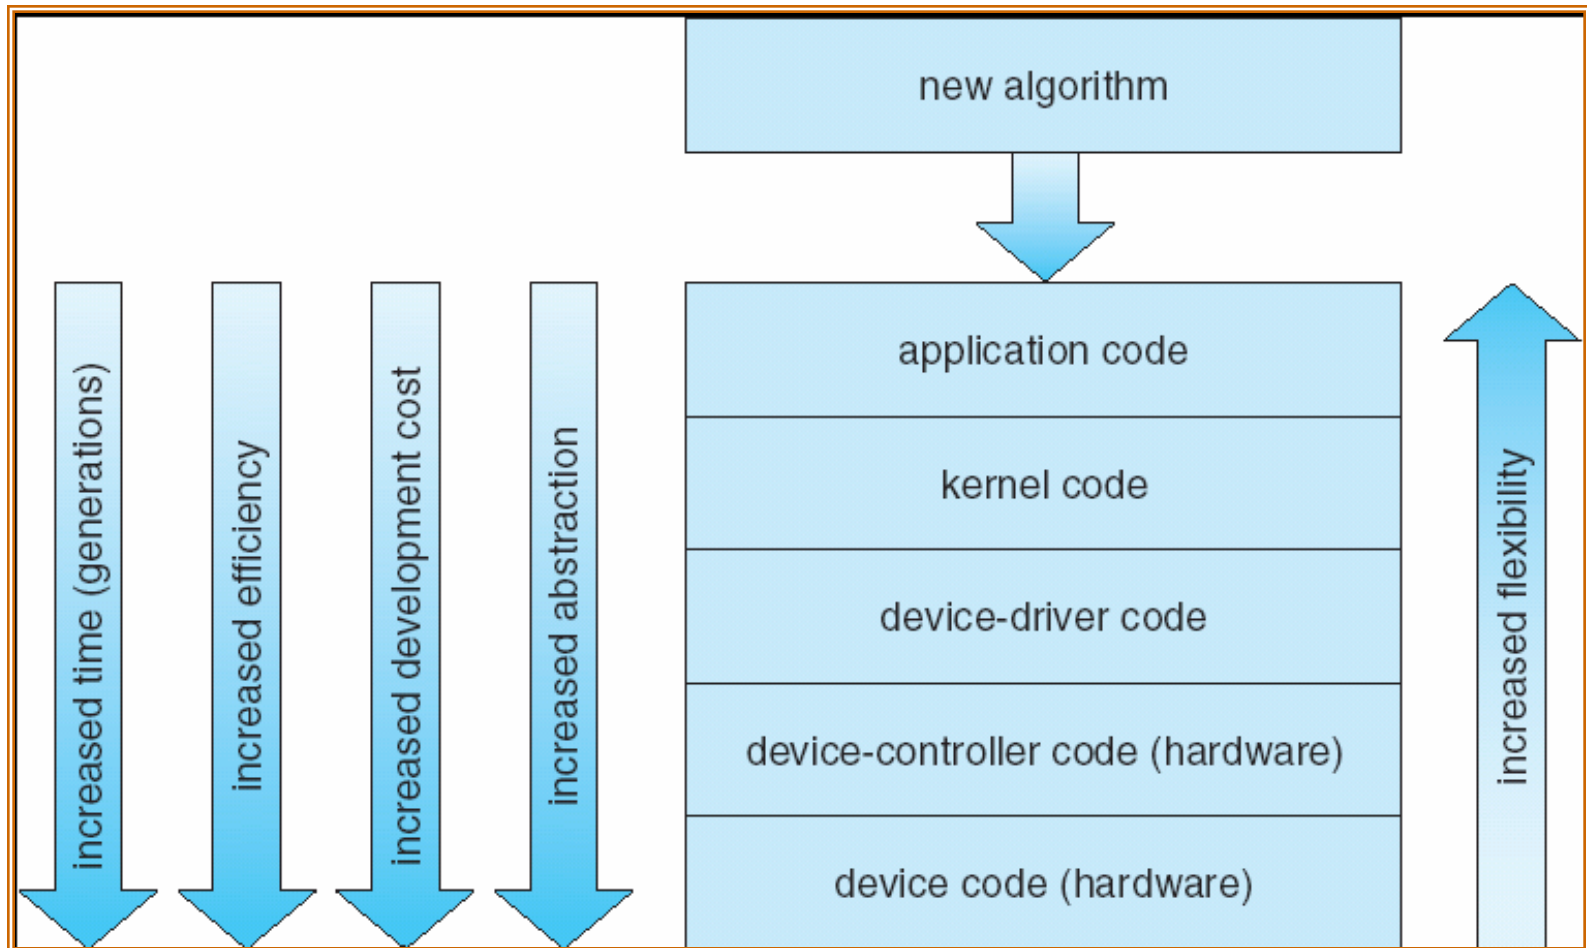 new algorithm
increased time (generations)
increased efficiency
increased development cost
increased abstraction
application code
kernel code
device-driver code
device-controller code (hardware)
device code (hardware)
increased flexibility